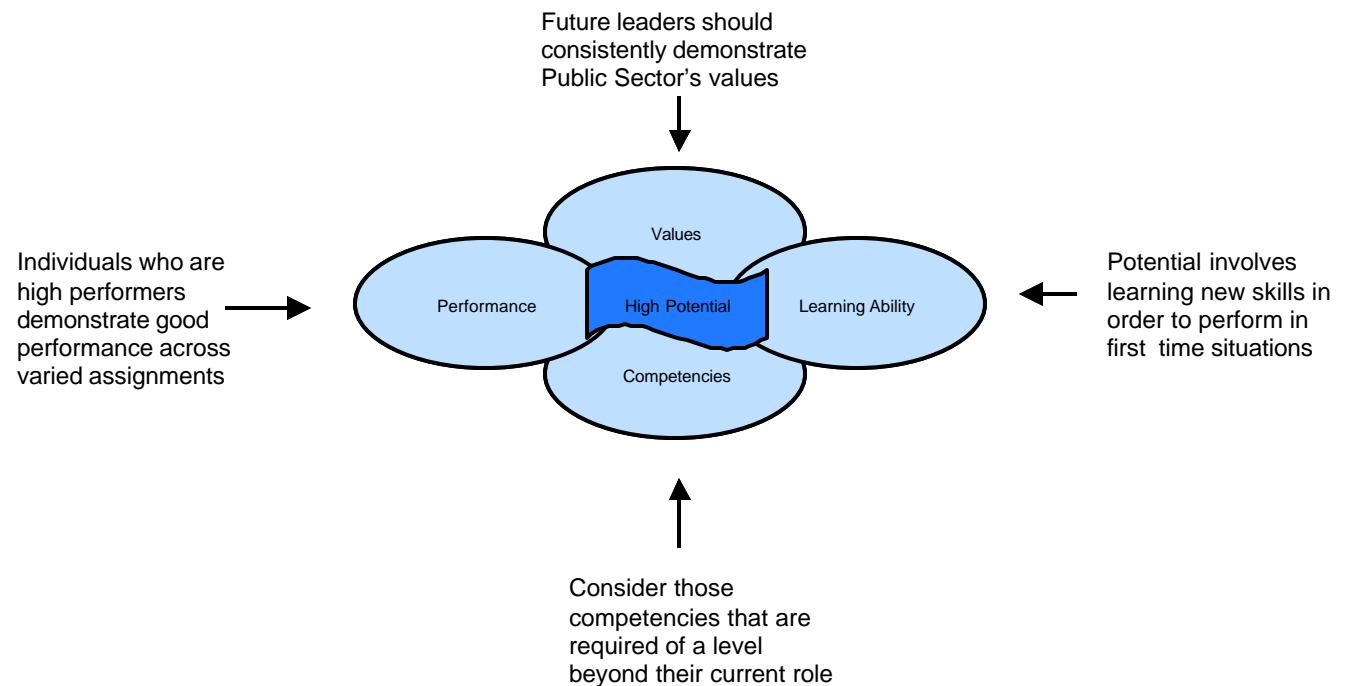 Future leaders should
consistently demonstrate
Public Sector's values
Values
Individuals who are
high performers
demonstrate good
performance across
varied assignments
Performance
High Potential
Learning Ability
Potential involves
learning new skills in
order to perform in
first time situations
Competencies
Consider those
competencies that are
required of a level
beyond their current role